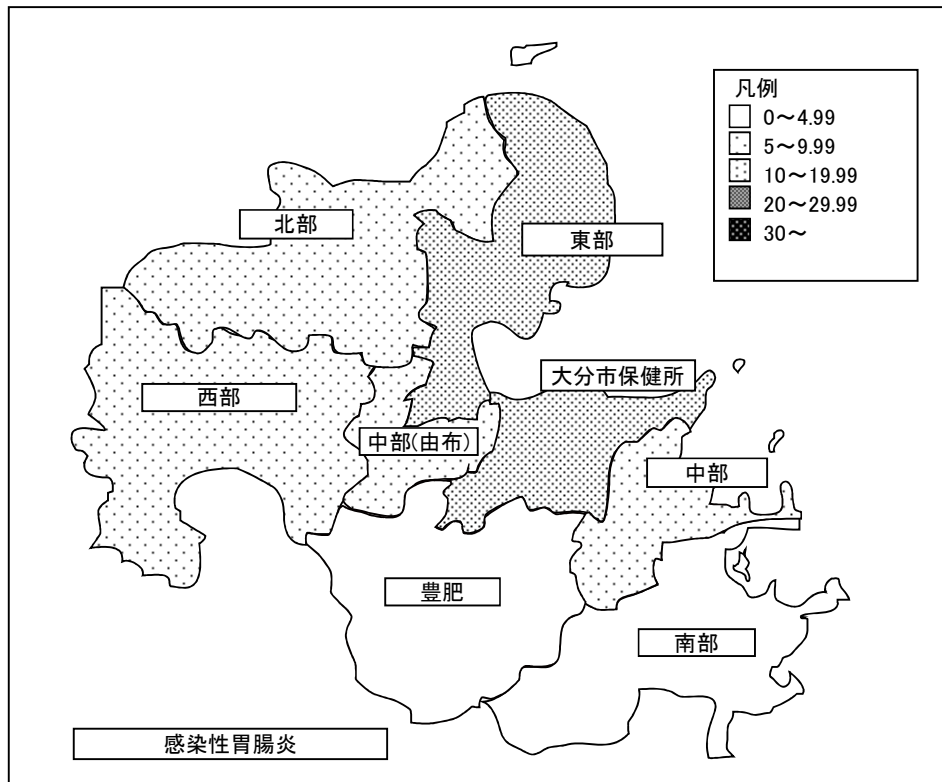 凡例
0～4.99
5～9.99
10～19.99
20～29.99
30～
北部
東部
大分市保健所
西部
中部(由布)
中部
豊肥
南部
感染性胃腸炎